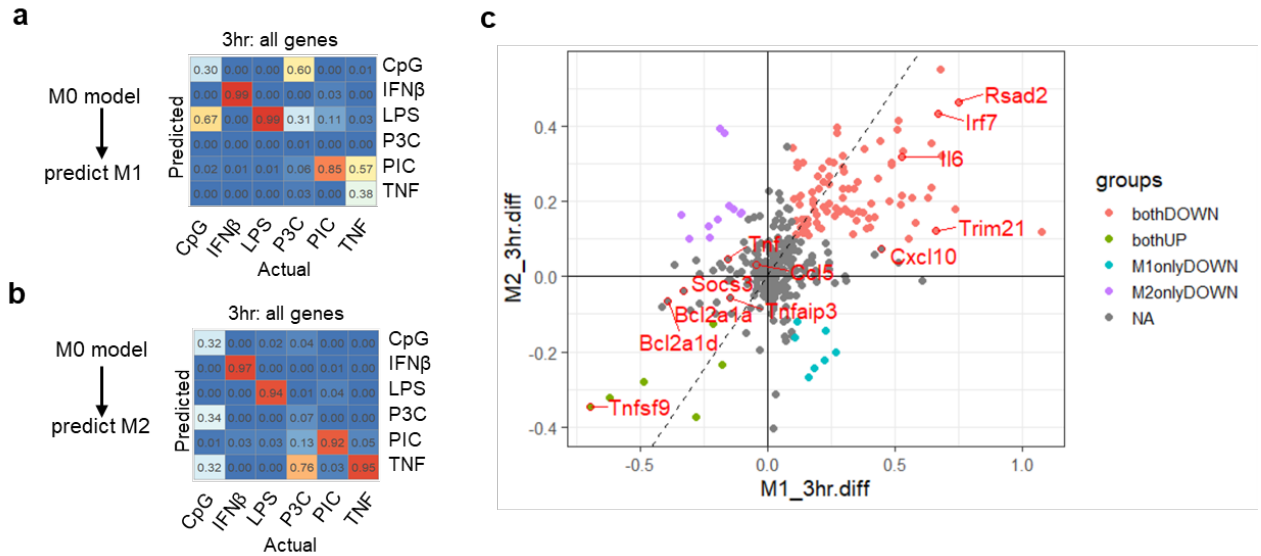 a
3hr: all genes
M0 model
predict M1
Predicted
0.30 0.00 0.00 0.60 0.00 0.01 CpG
0.00 0.99 0.00 0.00 0.03 0.00 IFNβ
0.67 0.00 0.99 0.31 0.11 0.03 LPS
0.00 0.00 0.00 0.01 0.00 0.00 P3C
0.02 0.01 0.01 0.06 0.85 0.57 PIC
0.00 0.00 0.00 0.03 0.00 0.38 TNF
CpG IFNβ LPS P3C PIC TNF
Actual
b
3hr: all genes
M0 model
predict M2
Predicted
0.32 0.00 0.02 0.04 0.00 0.00 CpG
0.00 0.97 0.00 0.00 0.01 0.00 IFNβ
0.00 0.00 0.94 0.01 0.04 0.00 LPS
0.34 0.00 0.00 0.07 0.00 0.00 P3C
0.01 0.03 0.03 0.13 0.92 0.05 PIC
0.32 0.00 0.00 0.76 0.03 0.95 TNF
CpG IFNβ LPS P3C PIC TNF
Actual
c
M2_3hr.diff
0.4
0.2
0.0
-0.2
-0.4
Rsad2
Irf7
Il6
Trim21
Cxcl10
Tnf
Ccl5
Socs3
Tnfaip3
Bcl2a1a
Bcl2a1d
Tnfsf9
-0.5 0.0 0.5 1.0
M1_3hr.diff
groups
bothDOWN
bothUP
M1onlyDOWN
M2onlyDOWN
NA